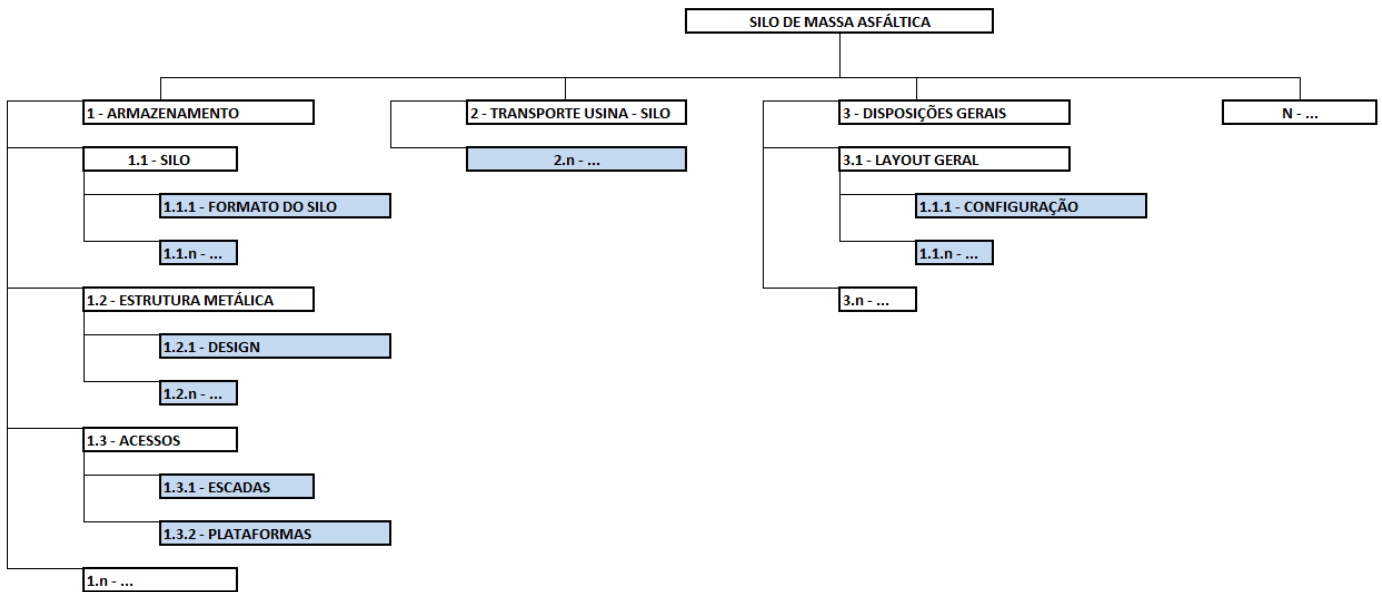 SILO DE MASSA ASFÁLTICA
1 - ARMAZENAMENTO
2 - TRANSPORTE USINA - SILO
3 - DISPOSIÇÕES GERAIS
N - ...
1.1 - SILO
2.n - ...
3.1 - LAYOUT GERAL
1.1.1 - FORMATO DO SILO
1.1.1 - CONFIGURAÇÃO
1.1.n - ...
1.1.n - ...
1.2 - ESTRUTURA METÁLICA
3.n - ...
1.2.1 - DESIGN
1.2.n - ...
1.3 - ACESSOS
1.3.1 - ESCADAS
1.3.2 - PLATAFORMAS
1.n - ...